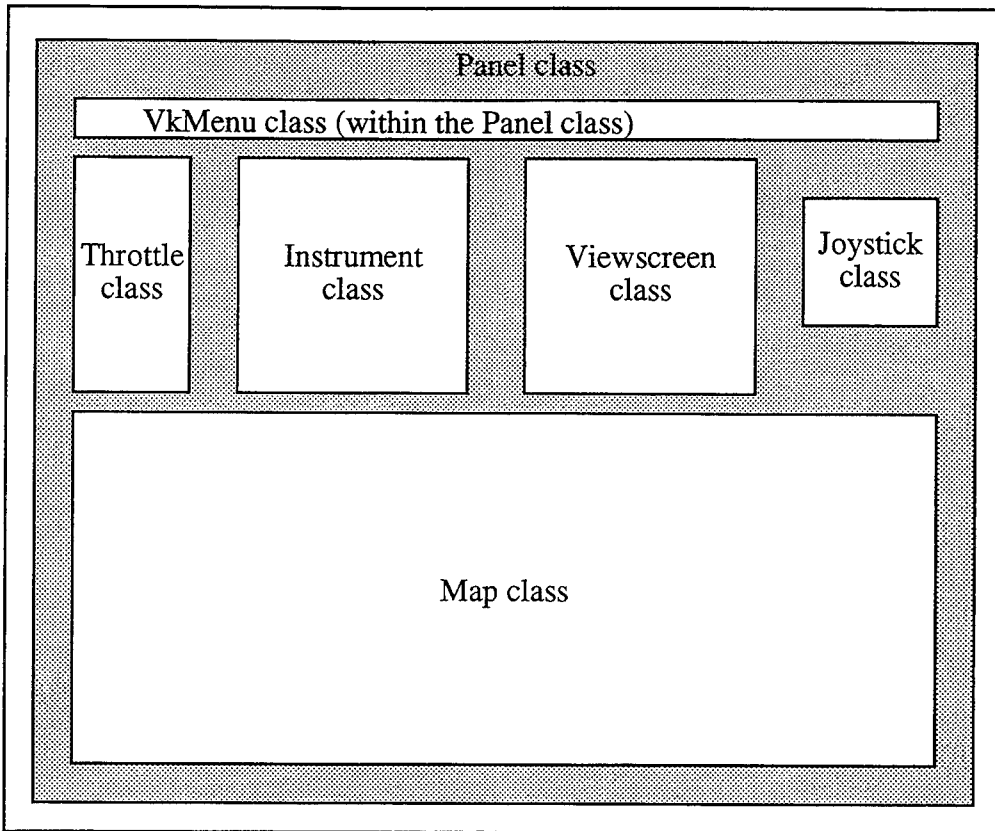 Panel class
VkMenu class (within the Panel class)
Throttle
class
Instrument
class
Viewscreen
class
Joystick
class
Map class